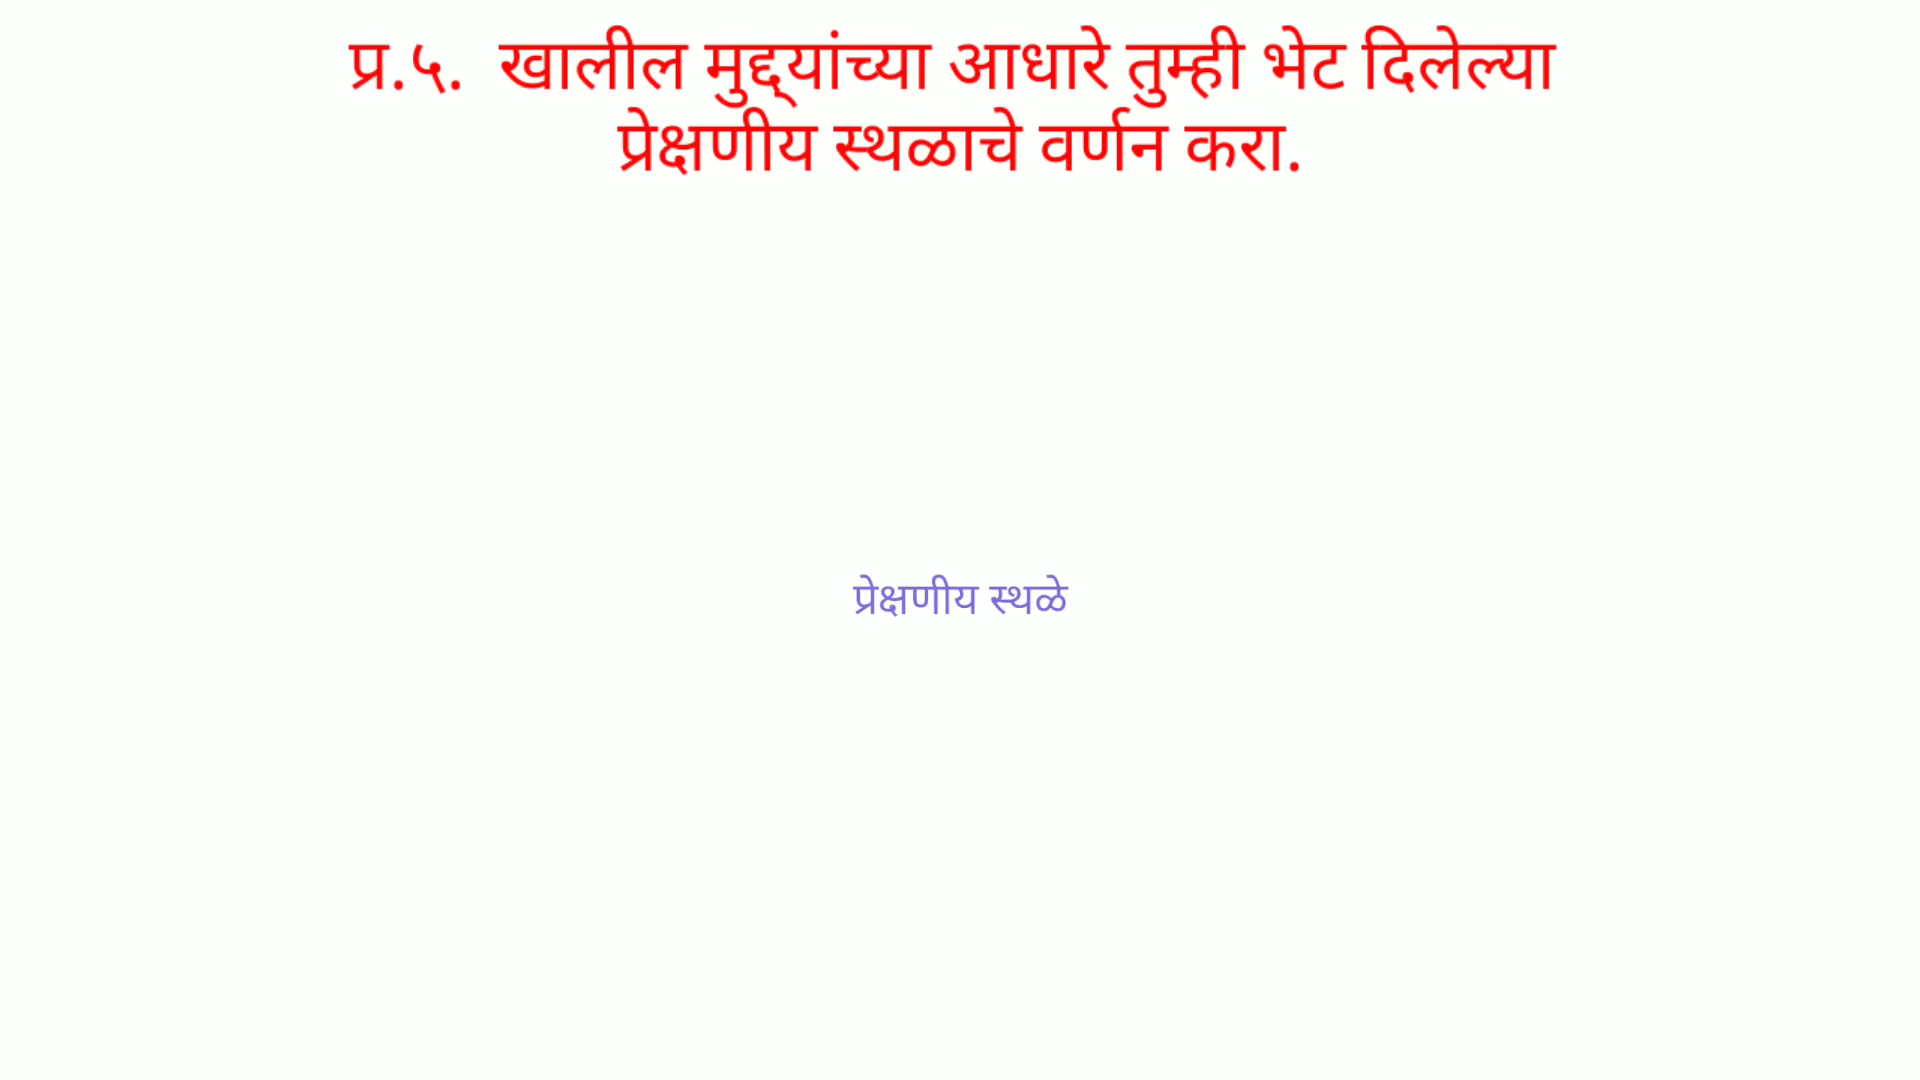 प्र.५. खालील मुद्द्यांच्या आधारे तुम्ही भेट दिलेल्या
प्रेक्षणीय स्थळाचे वर्णन करा.
प्रेक्षणीय स्थळे